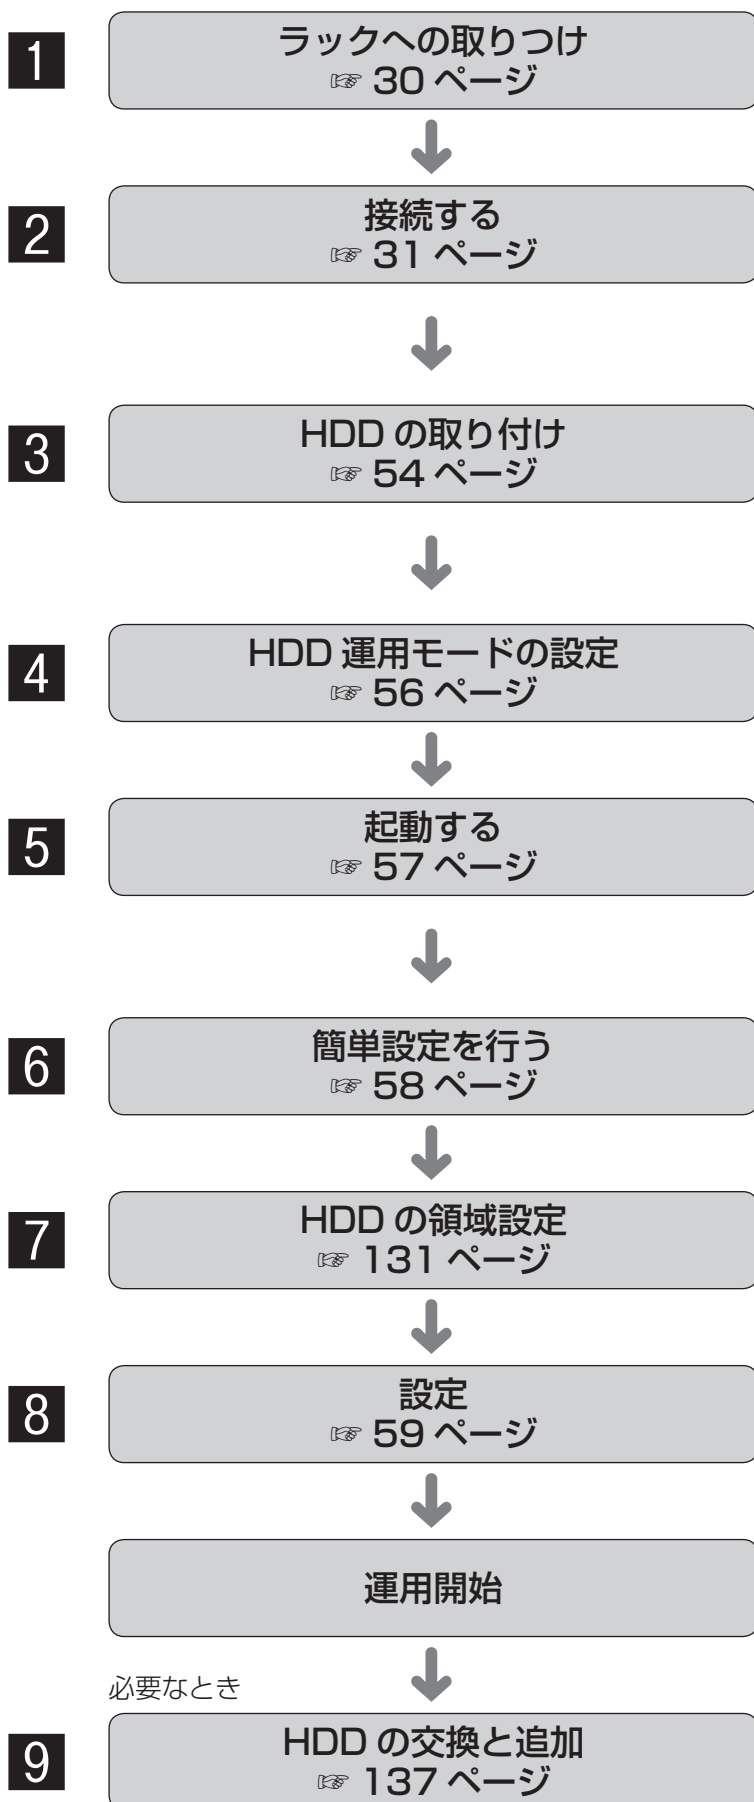 1
ラックへの取りつけ
☞ 30 ページ
2
接続する
☞ 31 ページ
3
HDD の取り付け
☞ 54 ページ
4
HDD 運用モードの設定
☞ 56 ページ
5
起動する
☞ 57 ページ
6
簡単設定を行う
☞ 58 ページ
7
HDD の領域設定
☞ 131 ページ
8
設定
☞ 59 ページ
運用開始
必要なとき
9
HDD の交換と追加
☞ 137 ページ